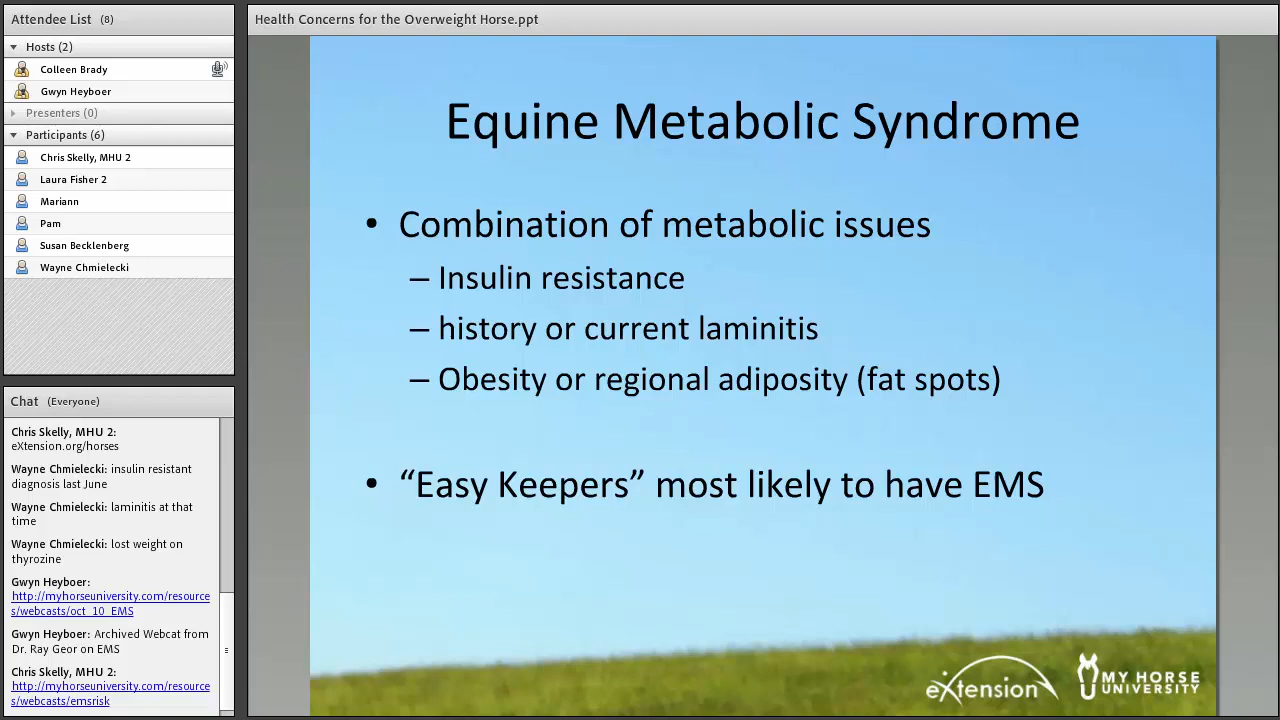 Attendee List (8)
Hosts (2)
Colleen Brady
Gwyn Heyboer
Presenters (0)
Participants (6)
Chris Skelly, MHU 2
Laura Fisher 2
Mariann
Pam
Susan Becklenberg
Wayne Chmielecki
Chat (Everyone)
Chris Skelly, MHU 2:
eXtension.org/horses
Wayne Chmielecki: insulin resistant
diagnosis last June
Wayne Chmielecki: laminitis at that
time
Wayne Chmielecki: lost weight on
thyrozine
Gwyn Heyboer:
http://myhorseuniversity.com/resource
s/webcasts/oct_10_EMS
Gwyn Heyboer: Archived Webcat from
Dr. Ray Geor on EMS
Chris Skelly, MHU 2:
http://myhorseuniversity.com/resource
s/webcasts/emsrisk
Health Concerns for the Overweight Horse.ppt
Equine Metabolic Syndrome
• Combination of metabolic issues
– Insulin resistance
– history or current laminitis
– Obesity or regional adiposity (fat spots)
• “Easy Keepers” most likely to have EMS
eXtension
MY HORSE
UNIVERSITY